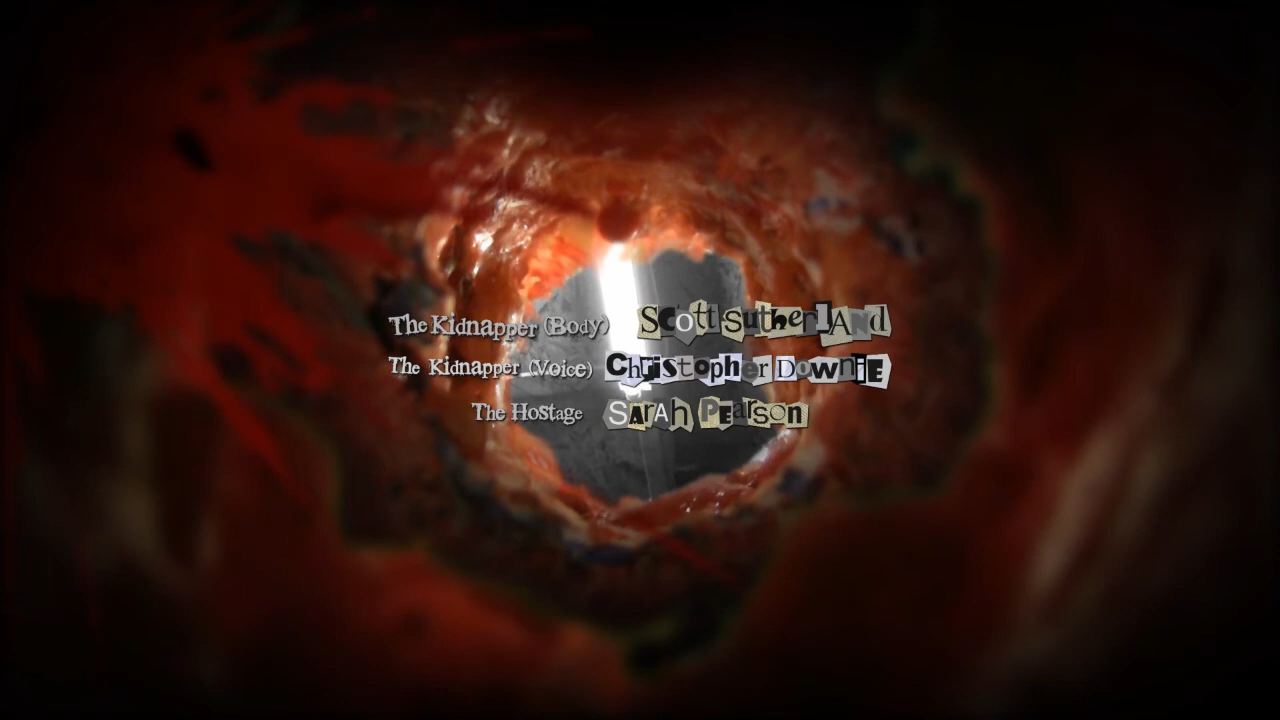 The Kidnapper (Body) Scott Sutherland
The Kidnapper (Voice) Christopher Downie
The Hostage Sarah Pearson